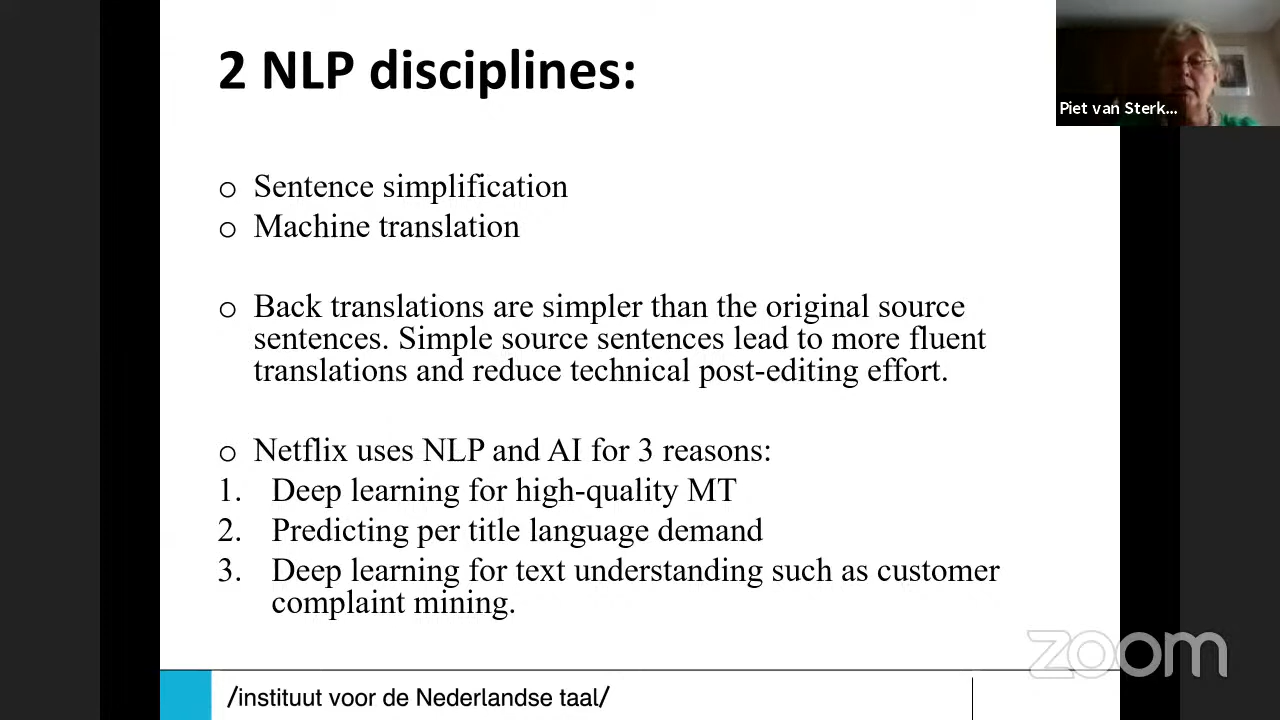 2 NLP disciplines:
Piet van Sterk...
o Sentence simplification
o Machine translation
o Back translations are simpler than the original source
sentences. Simple source sentences lead to more fluent
translations and reduce technical post-editing effort.
o Netflix uses NLP and AI for 3 reasons:
1. Deep learning for high-quality MT
2. Predicting per title language demand
3. Deep learning for text understanding such as customer
complaint mining.
zoom
/instituut voor de Nederlandse taal/